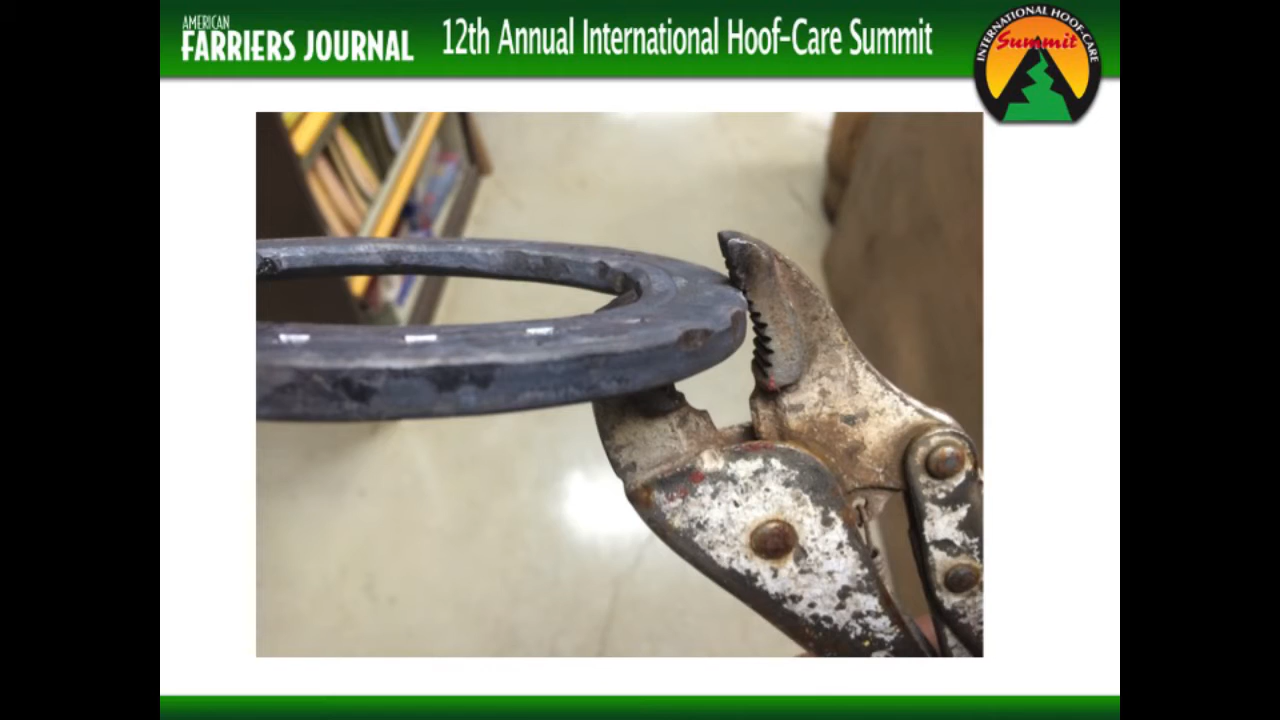 AMERICAN
FARRIERS JOURNAL
12th Annual International Hoof-Care Summit
INTERNATIONAL HOOF-CARE
Summit